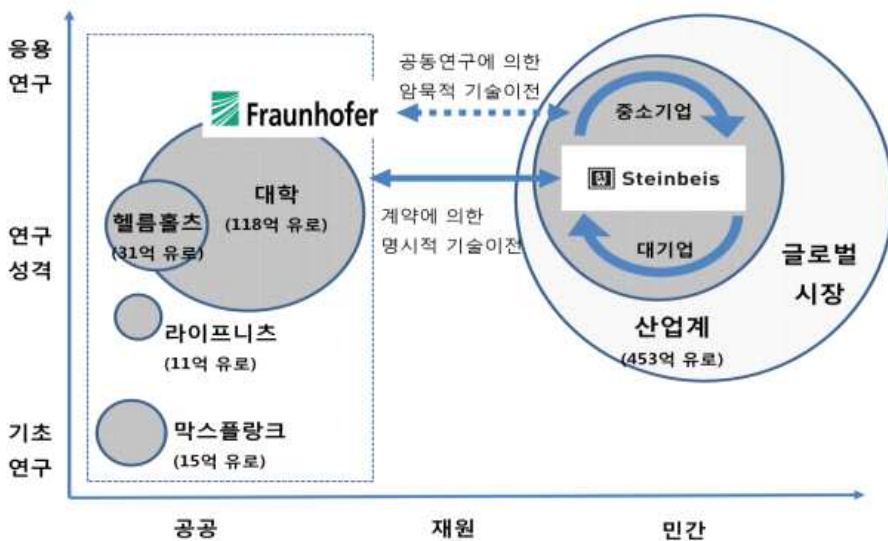 응용
연구
공동연구에 의한
암묵적 기술이전
중소기업
Fraunhofer
Steinbeis
대학
(118억 유로)
헬름홀츠
(31억 유로)
계약에 의한
명시적 기술이전
대기업
연구
성격
글로벌
시장
산업계
(453억 유로)
라이프니츠
(11억 유로)
기초
연구
막스플랑크
(15억 유로)
공공
재원
민간